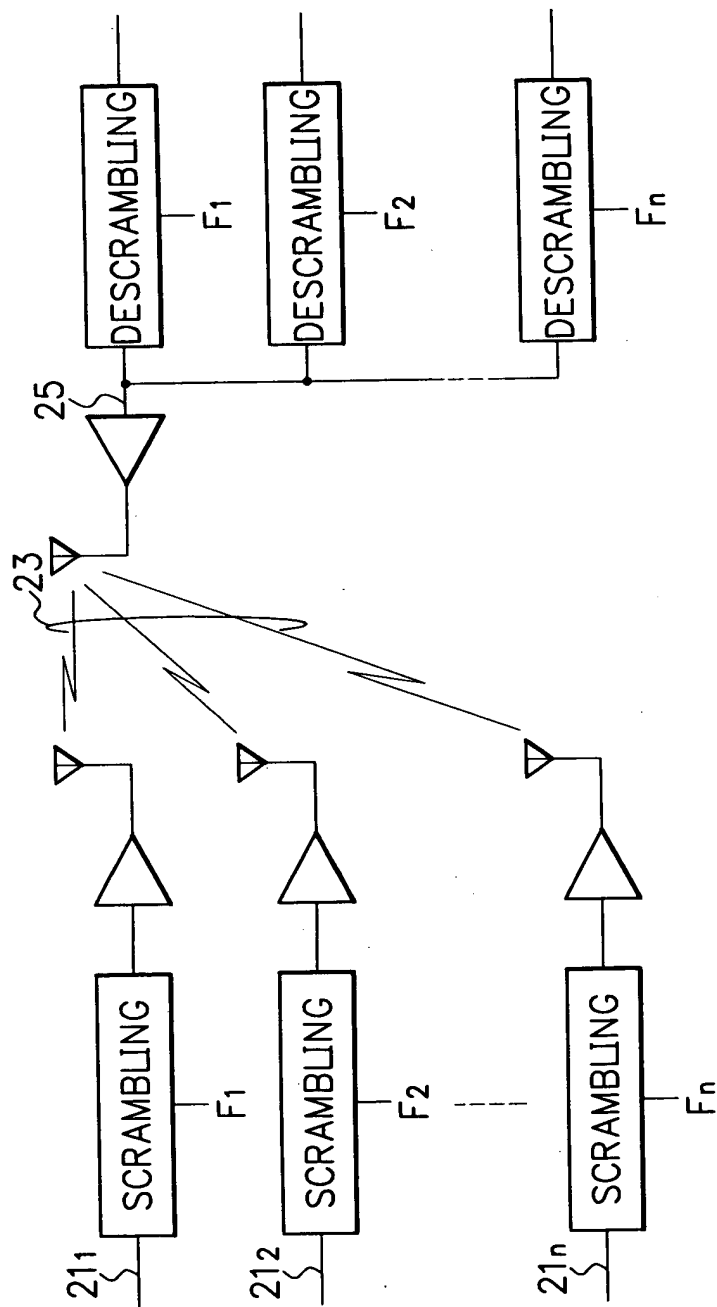 21₁
SCRAMBLING
F₁
23
25
DESCRAMBLING
F₁
21₂
SCRAMBLING
F₂
DESCRAMBLING
F₂
21ₙ
SCRAMBLING
Fₙ
DESCRAMBLING
Fₙ